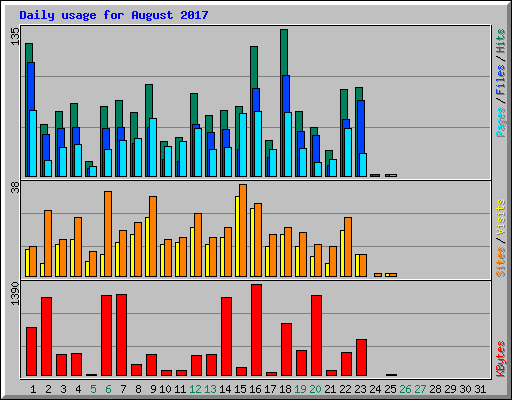 Daily usage for August 2017
135
Pages / Files / Hits
38
Sites / Visits
1390
KBytes
1 2 3 4 5 6 7 8 9 10 11 12 13 14 15 16 17 18 19 20 21 22 23 24 25 26 27 28 29 30 31